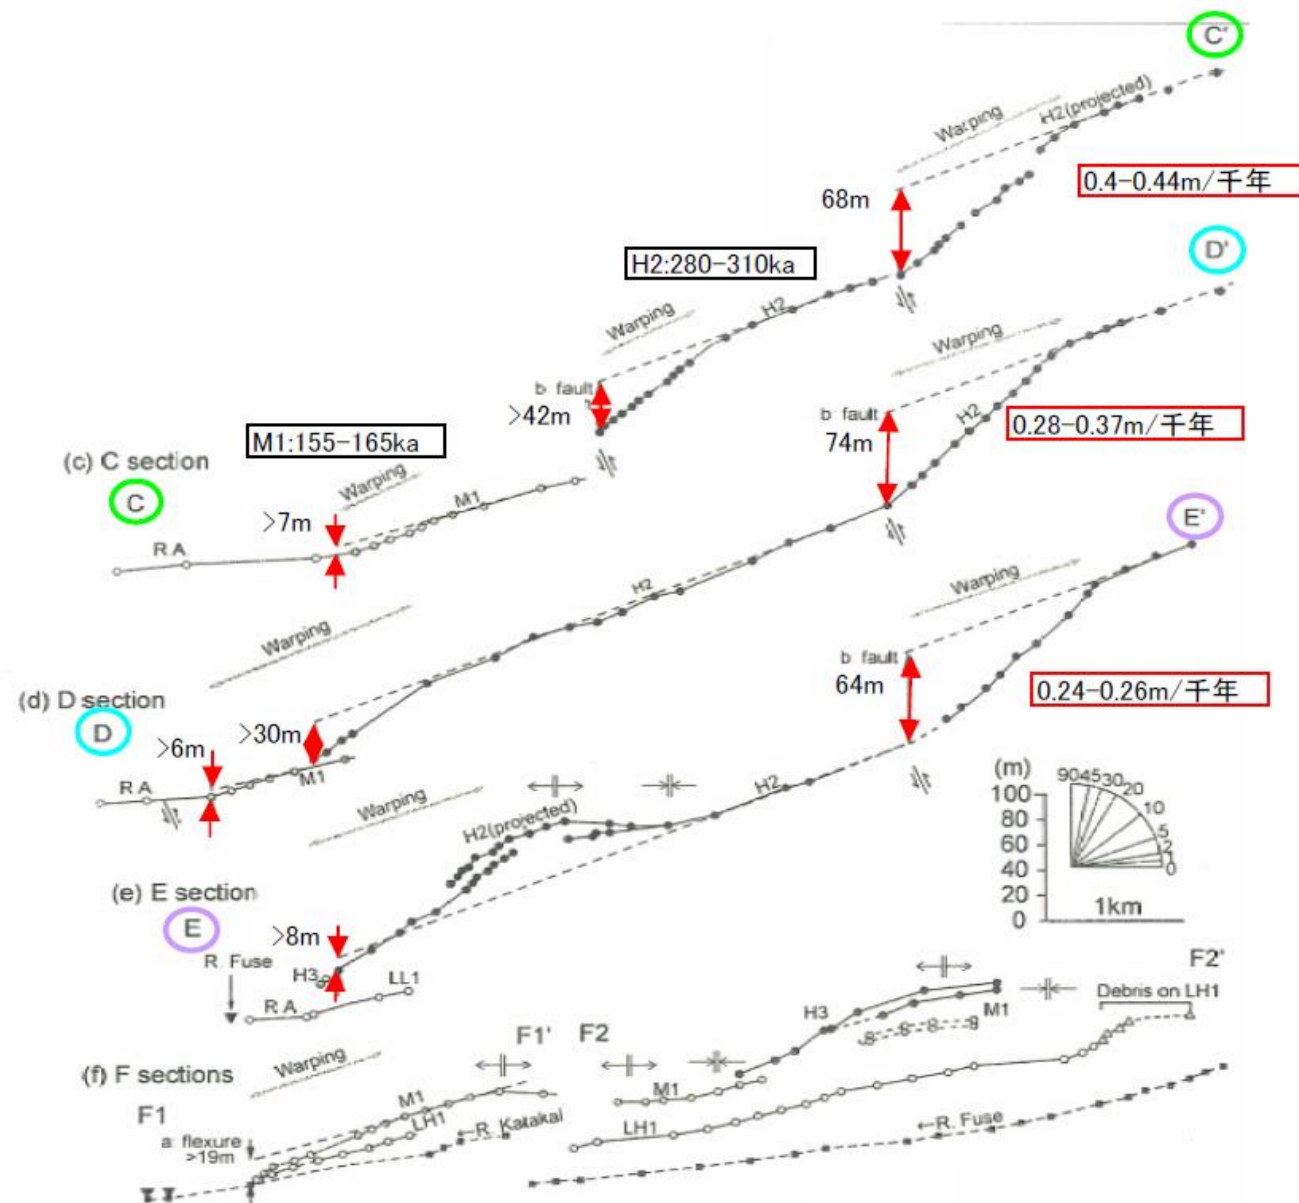 C'
Warping
H2(projected)
0.4-0.44m/千年
68m
D'
H2:280-310ka
Warping
H2
Warping
b fault
>42m
b fault
74m
H2
0.28-0.37m/千年
M1:155-165ka
(c) C section
C
Warping
M1
>7m
R A
E'
H2
Warping
Warping
b fault
64m
0.24-0.26m/千年
(d) D section
D
>6m
>30m
R A
M1
H2
Warping
H2(projected)
(m)
100
80
60
40
20
0
90 45 30 20 10 5 2 1 0
1km
(e) E section
E
>8m
R. Fuse
H3
LL1
R A
F2'
Debris on LH1
H3
M1
F1'
F2
(f) F sections
Warping
M1
M1
F1
LH1
←R. Katakai
LH1
←R. Fuse
a flexure
>19m